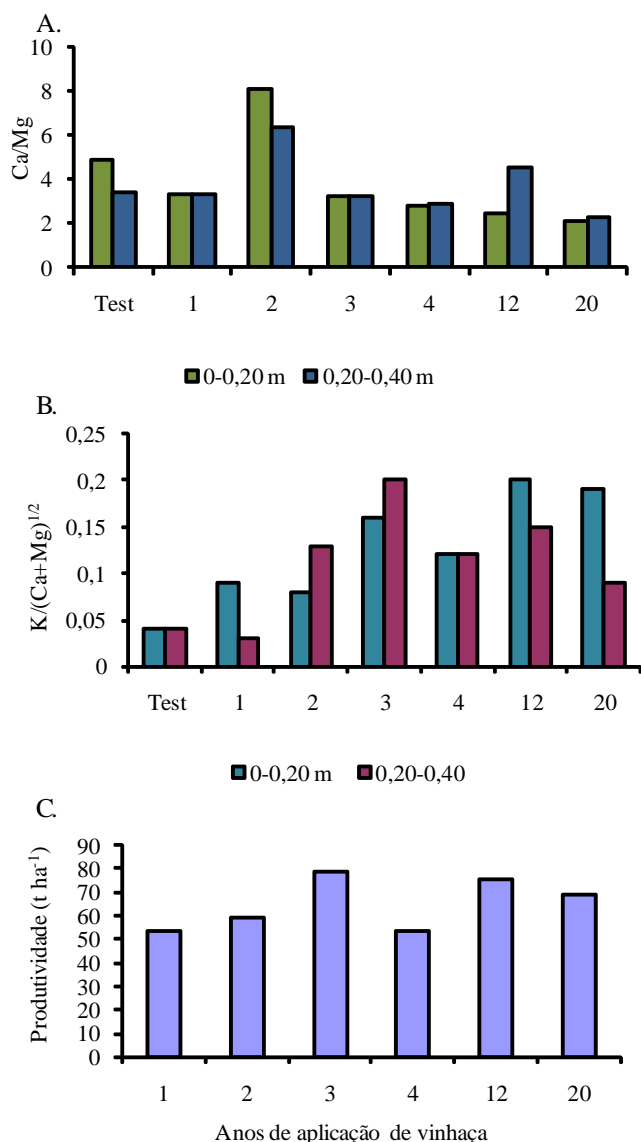 A.
Ca/Mg
10
8
6
4
2
0
Test 1 2 3 4 12 20
0-0,20 m 0,20-0,40 m
B.
K/(Ca+Mg)^1/2
0,25
0,2
0,15
0,1
0,05
0
Test 1 2 3 4 12 20
0-0,20 m 0,20-0,40
C.
Produtividade (t ha⁻¹)
90
80
70
60
50
40
30
20
10
0
1 2 3 4 12 20
Anos de aplicação de vinhaça